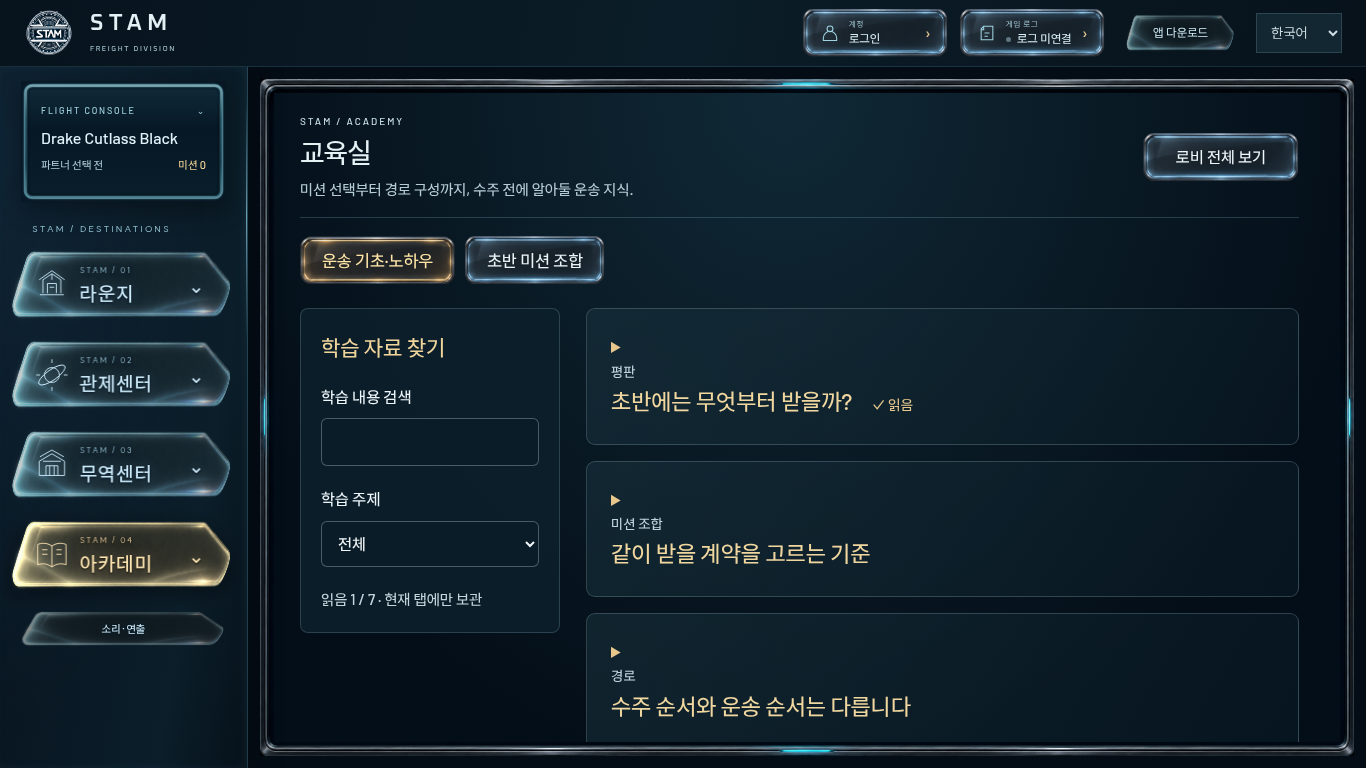 STAM
STAM
FREIGHT DIVISION
계정
로그인
게임 로그
로그 미연결
앱 다운로드
한국어
FLIGHT CONSOLE
Drake Cutlass Black
파트너 선택 전
미션 0
STAM / DESTINATIONS
STAM / 01
라운지
STAM / 02
관제센터
STAM / 03
무역센터
STAM / 04
아카데미
소리·연출
STAM / ACADEMY
교육실
미션 선택부터 경로 구성까지, 수주 전에 알아둘 운송 지식.
로비 전체 보기
운송 기초·노하우
초반 미션 조합
학습 자료 찾기
학습 내용 검색
학습 주제
전체
읽음 1 / 7 · 현재 탭에만 보관
평판
초반에는 무엇부터 받을까?
✓ 읽음
미션 조합
같이 받을 계약을 고르는 기준
경로
수주 순서와 운송 순서는 다릅니다